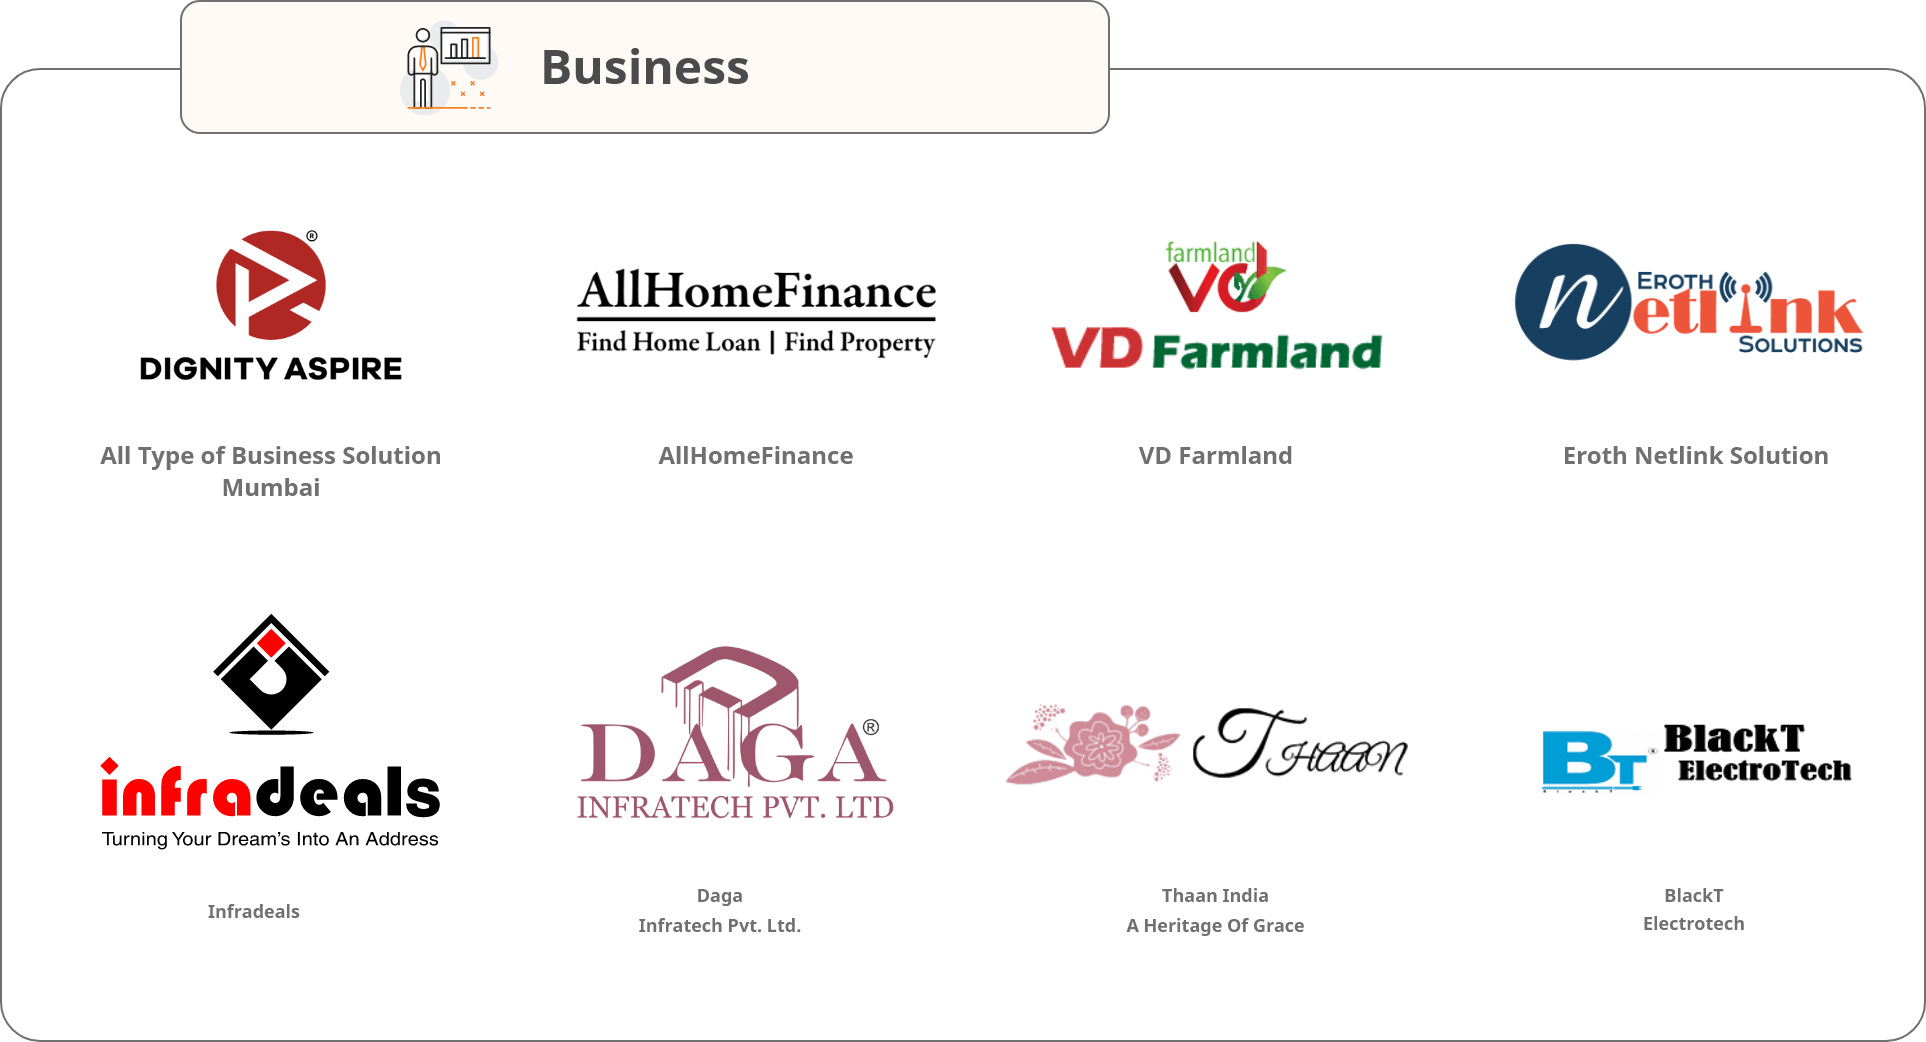 Business
®
DIGNITY ASPIRE
All Type of Business Solution
Mumbai
AllHomeFinance
Find Home Loan | Find Property
AllHomeFinance
farmland
VD
VD Farmland
VD Farmland
EROTH
netlink
SOLUTIONS
Eroth Netlink Solution
infradeals
Turning Your Dream's Into An Address
Infradeals
DAGA®
INFRATECH PVT. LTD
Daga
Infratech Pvt. Ltd.
THAAN
Thaan India
A Heritage Of Grace
BT®
BlackT
BlackT
ElectroTech
BlackT
Electrotech